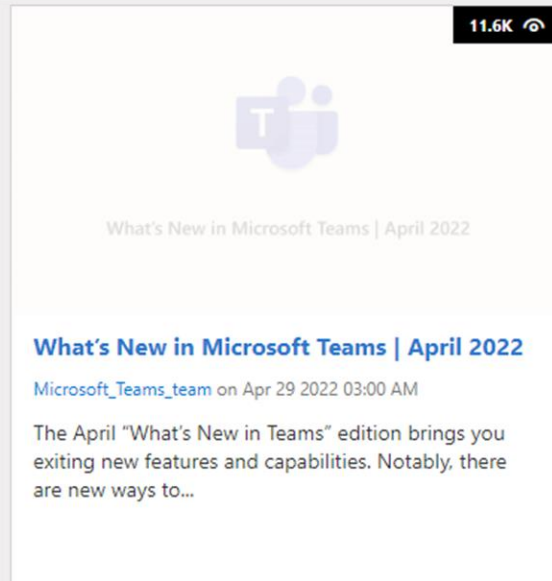 11.6K
T
What's New in Microsoft Teams | April 2022
What's New in Microsoft Teams | April 2022
Microsoft_Teams_team on Apr 29 2022 03:00 AM
The April “What's New in Teams” edition brings you
exiting new features and capabilities. Notably, there
are new ways to...